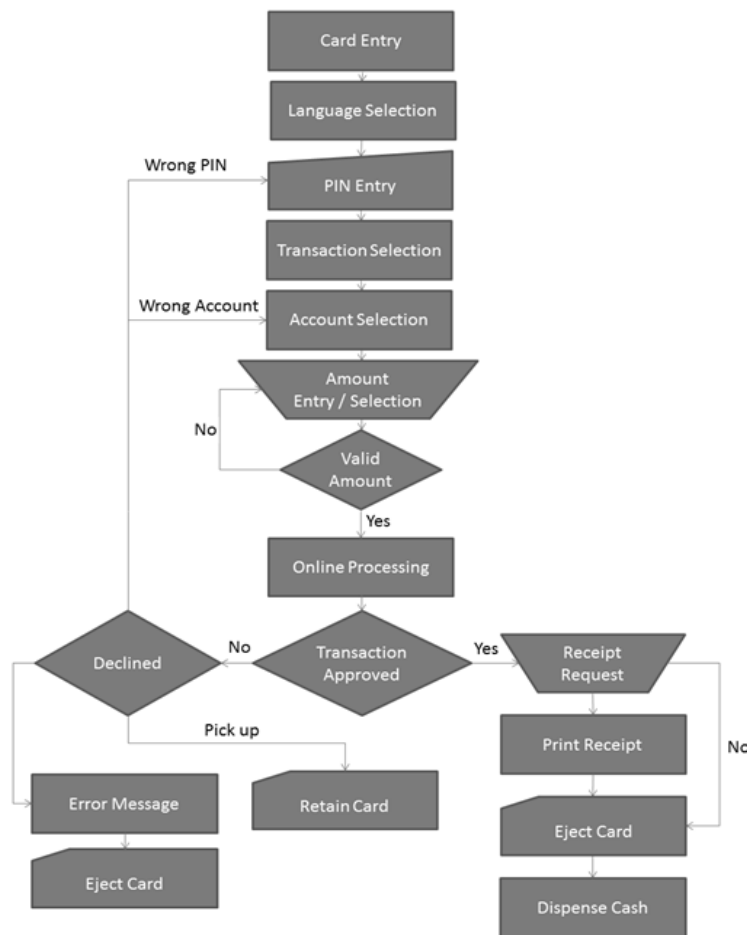 Card Entry
Language Selection
Wrong PIN
PIN Entry
Transaction Selection
Wrong Account
Account Selection
Amount
Entry / Selection
No
Valid
Amount
Yes
Online Processing
Declined
No
Transaction
Approved
Yes
Receipt
Request
Pick up
Print Receipt
No
Error Message
Retain Card
Eject Card
Eject Card
Dispense Cash